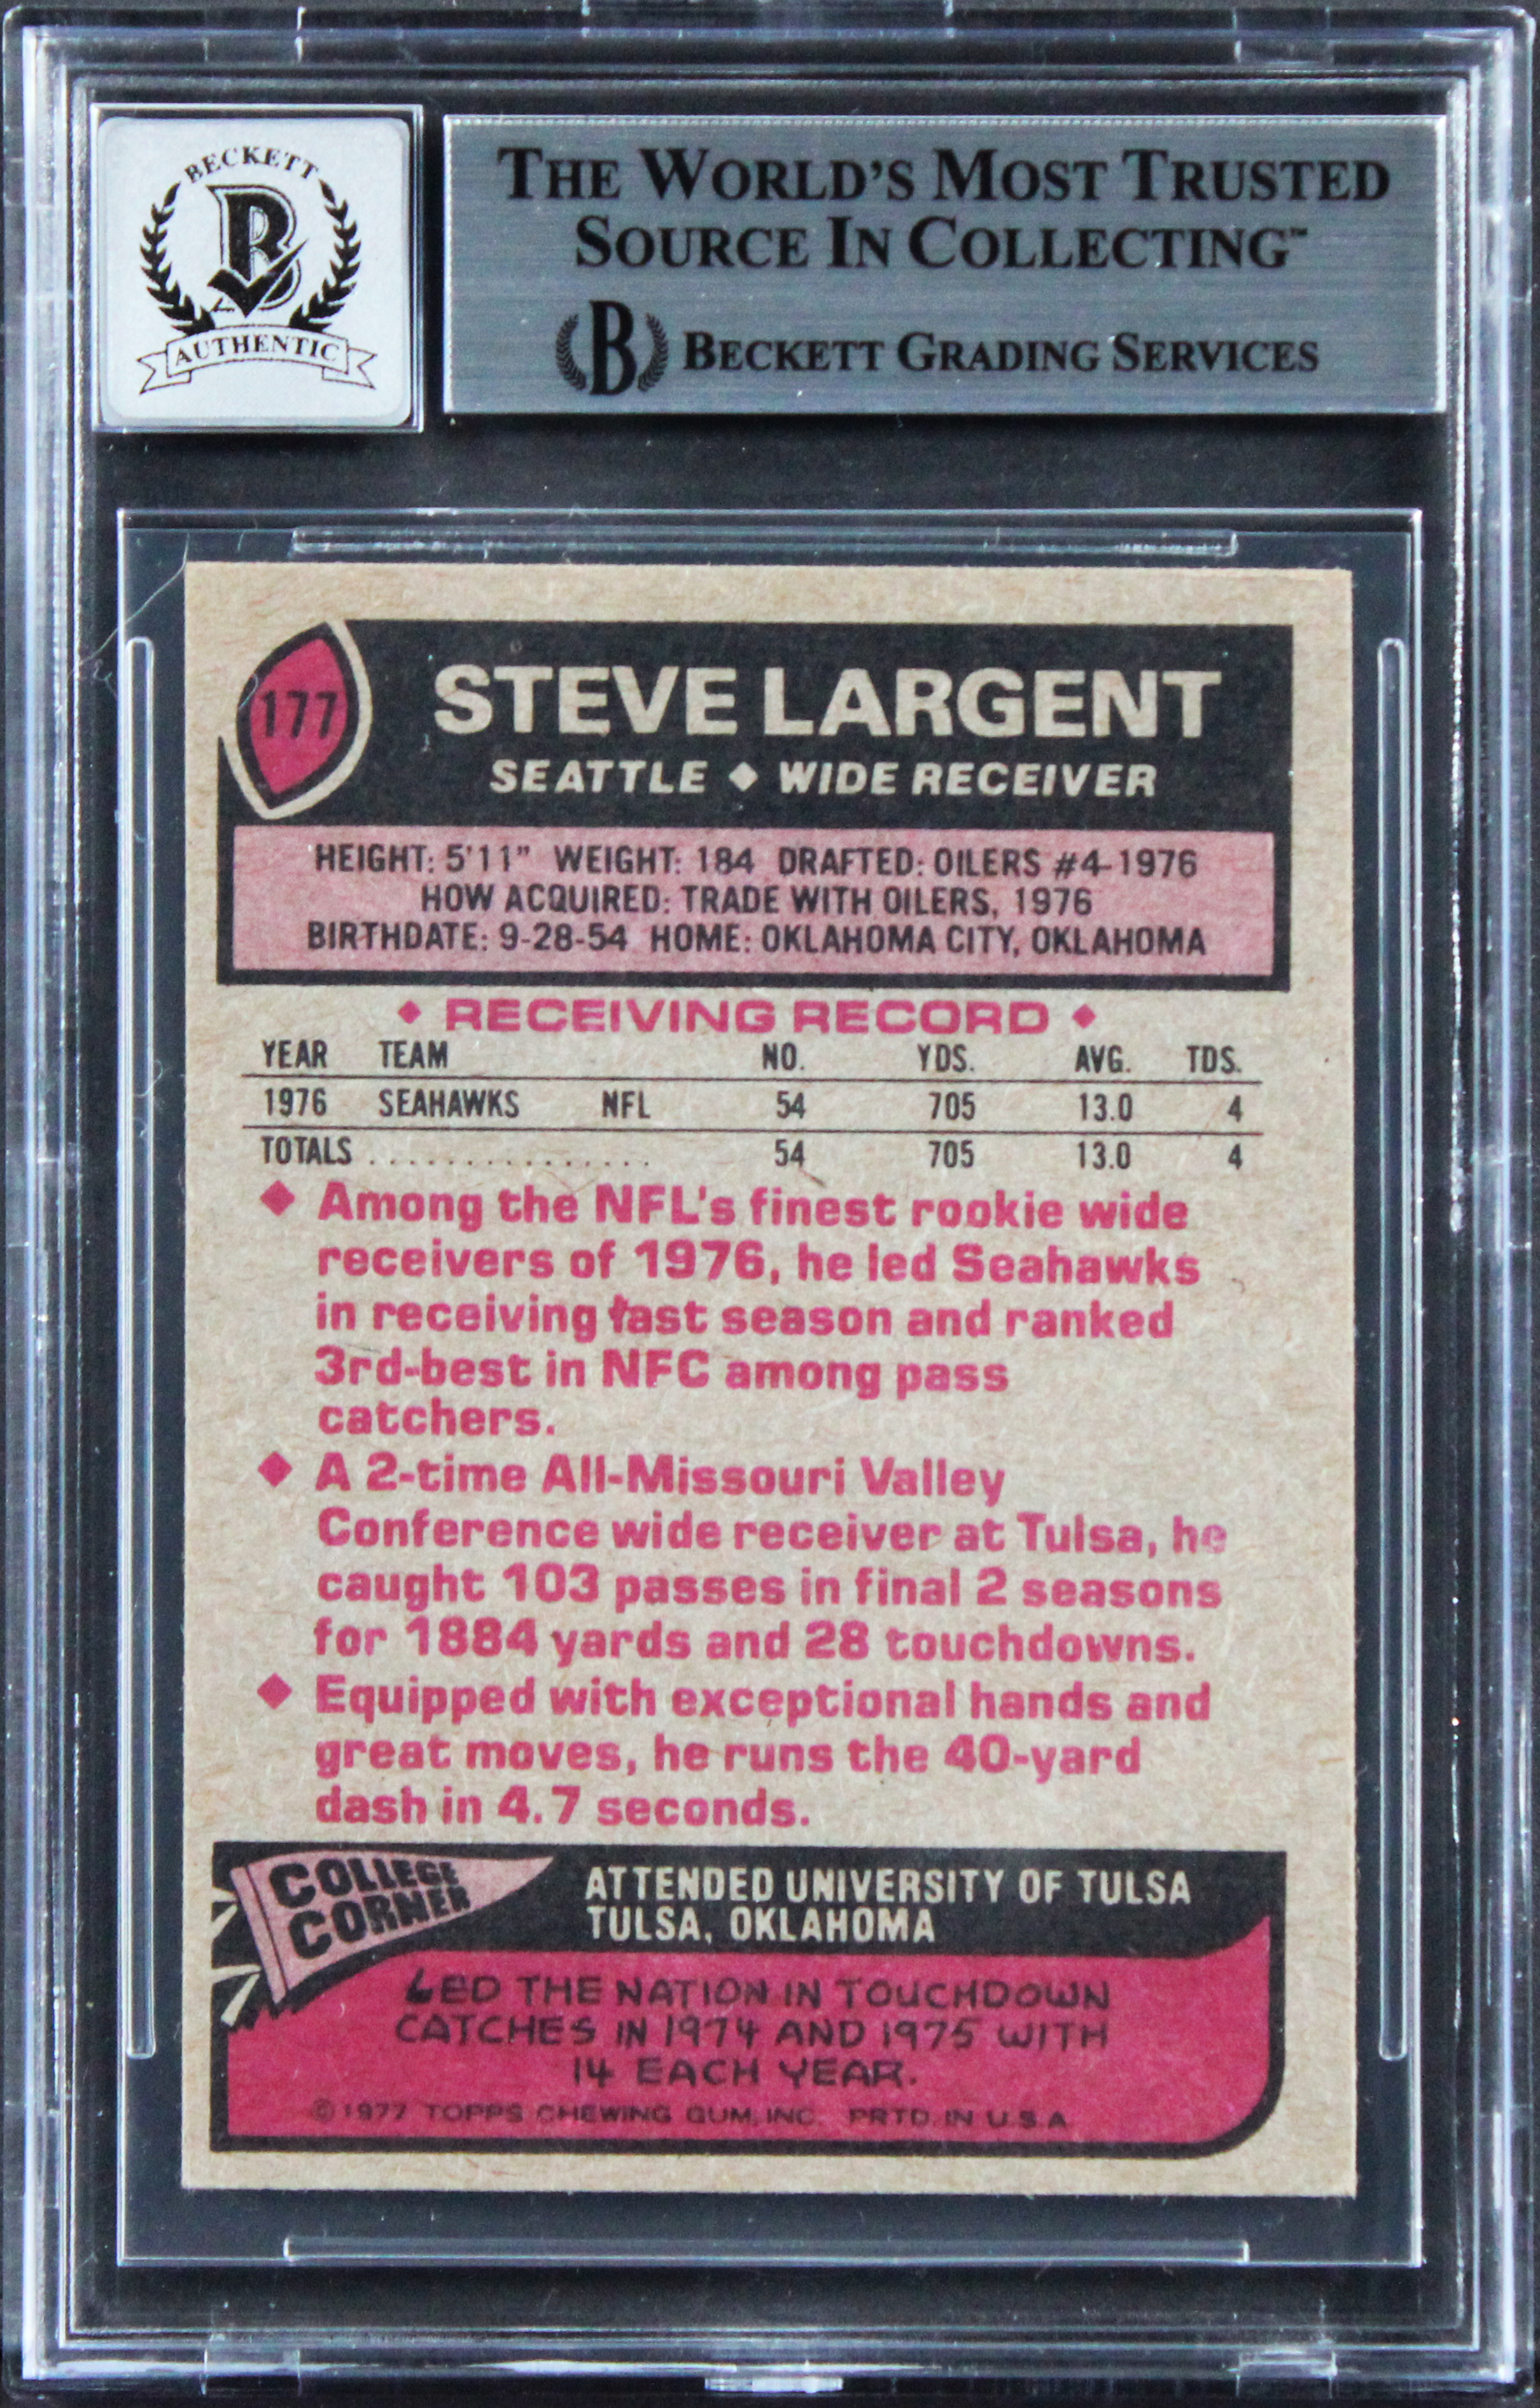 BECKETT
B
AUTHENTIC
THE WORLD'S MOST TRUSTED
SOURCE IN COLLECTING™
B BECKETT GRADING SERVICES
177
STEVE LARGENT
SEATTLE ♦ WIDE RECEIVER
HEIGHT: 5'11" WEIGHT: 184 DRAFTED: OILERS #4-1976
HOW ACQUIRED: TRADE WITH OILERS, 1976
BIRTHDATE: 9-28-54 HOME: OKLAHOMA CITY, OKLAHOMA
♦ RECEIVING RECORD ♦
YEAR TEAM NO. YDS. AVG. TDS.
1976 SEAHAWKS NFL 54 705 13.0 4
TOTALS ............... 54 705 13.0 4
♦ Among the NFL's finest rookie wide
receivers of 1976, he led Seahawks
in receiving last season and ranked
3rd-best in NFC among pass
catchers.
♦ A 2-time All-Missouri Valley
Conference wide receiver at Tulsa, he
caught 103 passes in final 2 seasons
for 1884 yards and 28 touchdowns.
♦ Equipped with exceptional hands and
great moves, he runs the 40-yard
dash in 4.7 seconds.
COLLEGE
CORNER
ATTENDED UNIVERSITY OF TULSA
TULSA, OKLAHOMA
LED THE NATION IN TOUCHDOWN
CATCHES IN 1974 AND 1975 WITH
14 EACH YEAR.
©1977 TOPPS CHEWING GUM, INC. PRTD. IN U.S.A.